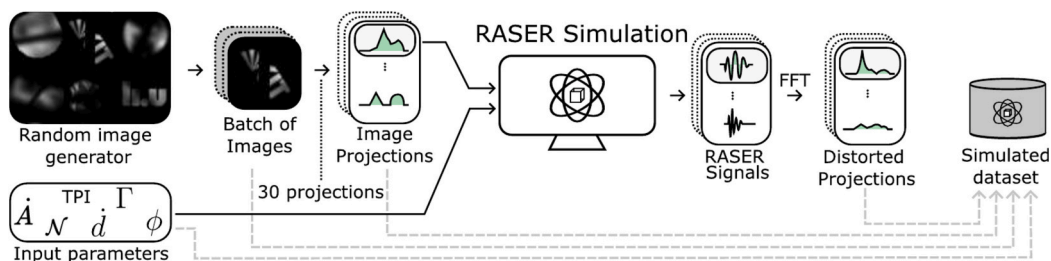 RASER Simulation
h.u
Random image
generator
Batch of
Images
Image
Projections
30 projections
FFT
RASER
Signals
Distorted
Projections
Simulated
dataset
Ȧ 𝒩 TPI ḋ Γ ϕ
Input parameters